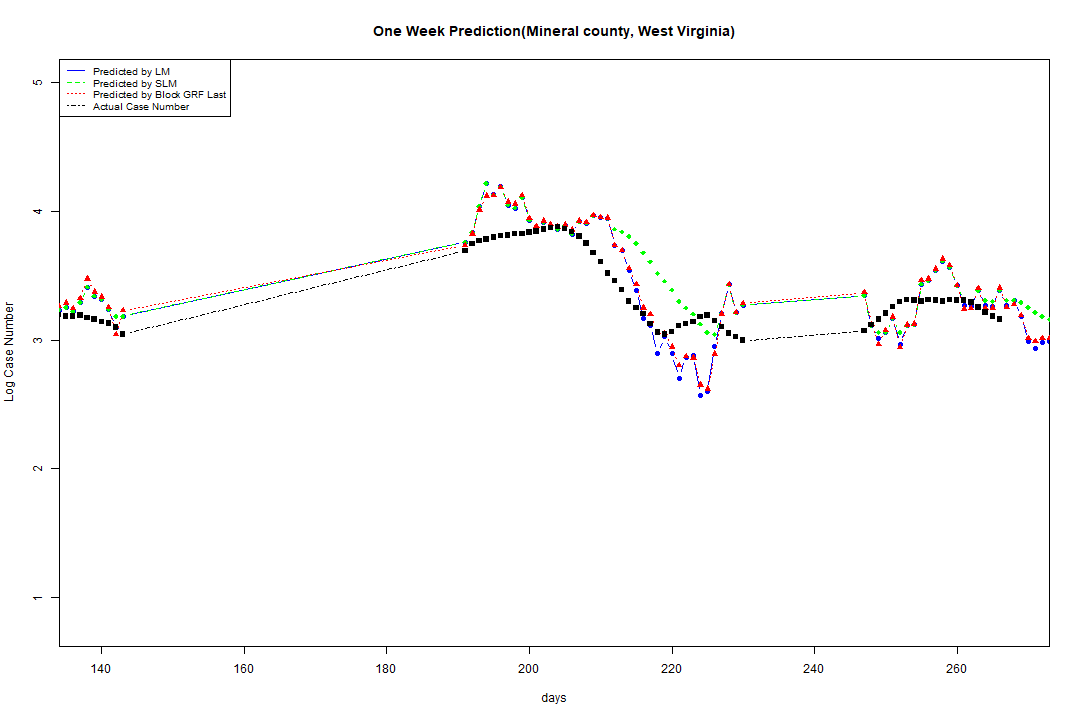 One Week Prediction(Mineral county, West Virginia)
Predicted by LM
Predicted by SLM
Predicted by Block GRF Last
Actual Case Number
Log Case Number
5
4
3
2
1
140 160 180 200 220 240 260
days